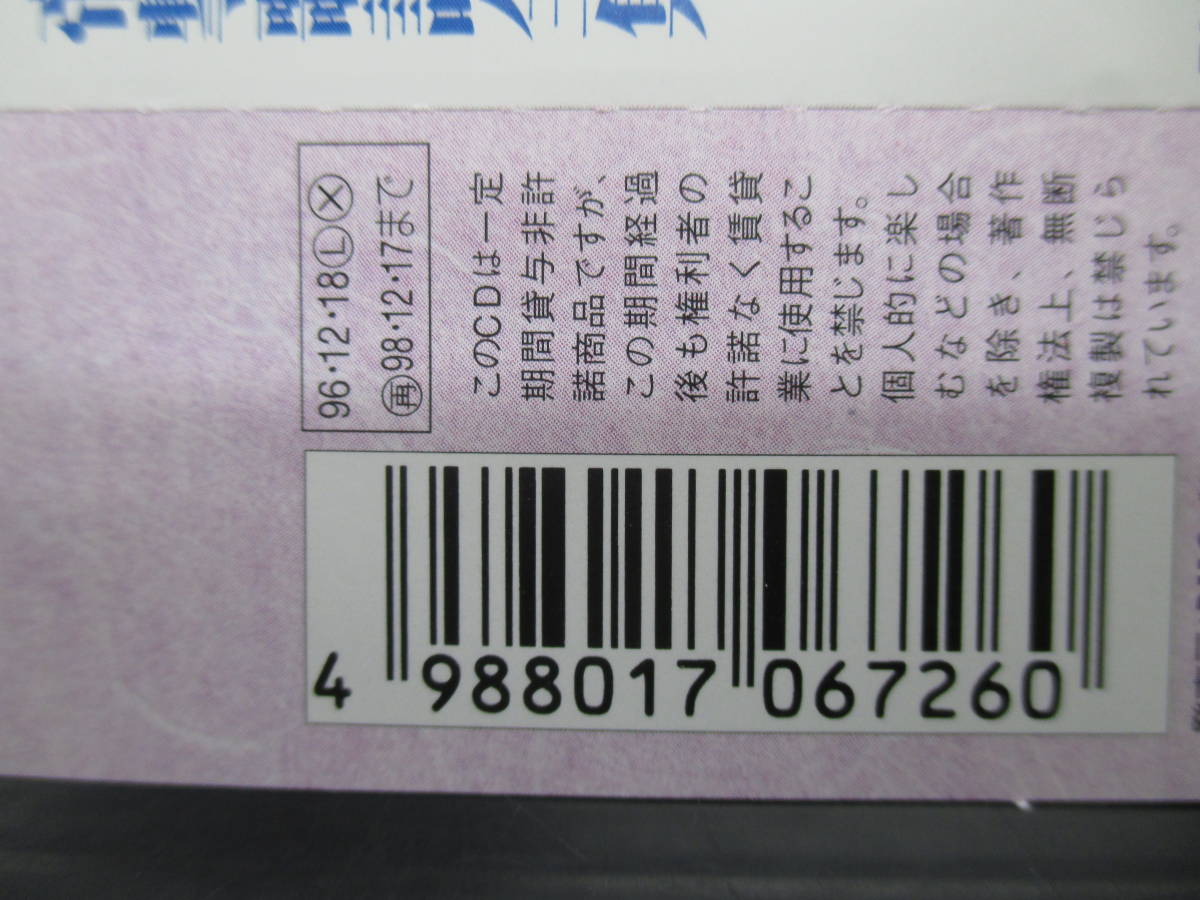 96・12・18ⓁⓍ
㊢98・12・17まで
このCDは一定
期間貸与非許
諾商品ですが、
この期間経過
後も権利者の
許諾なく賃貸
業に使用するこ
とを禁じます。
個人的に楽し
むなどの場合
を除き、著作
権法上、無断
複製は禁じら
れています。
4 988017 067260